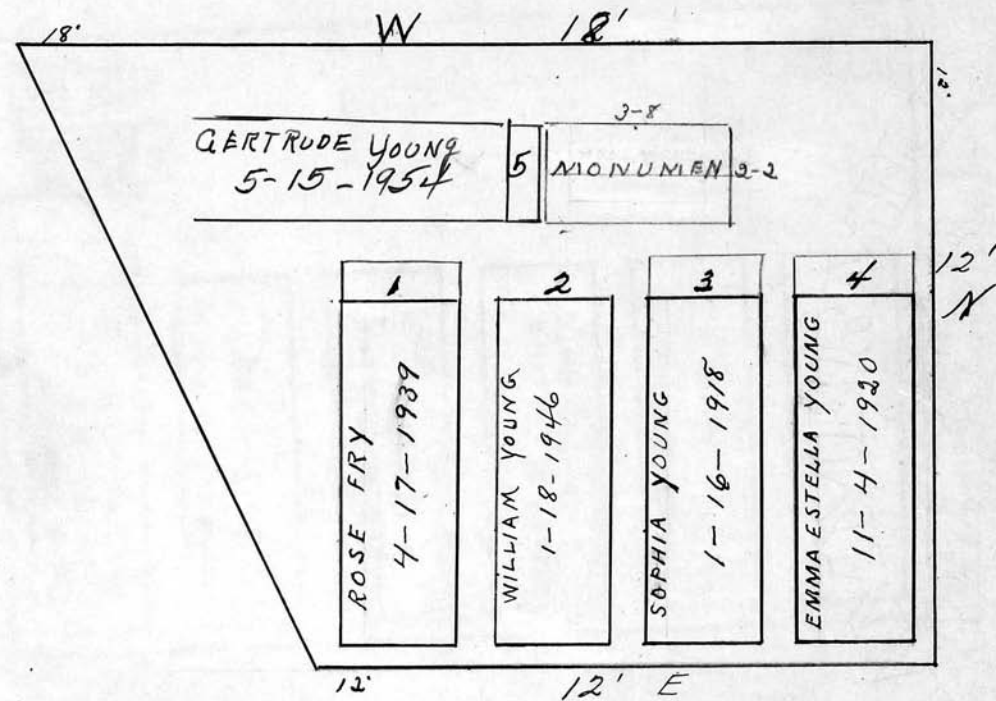 18' W 18'
12'
3-8
GERTRUDE YOUNG
5-15-1954
5
MONUMEN 2-2
12'
N
1
ROSE FRY
4-17-1939
2
WILLIAM YOUNG
1-18-1946
3
SOPHIA YOUNG
1-16-1918
4
EMMA ESTELLA YOUNG
11-4-1920
12' 12' E